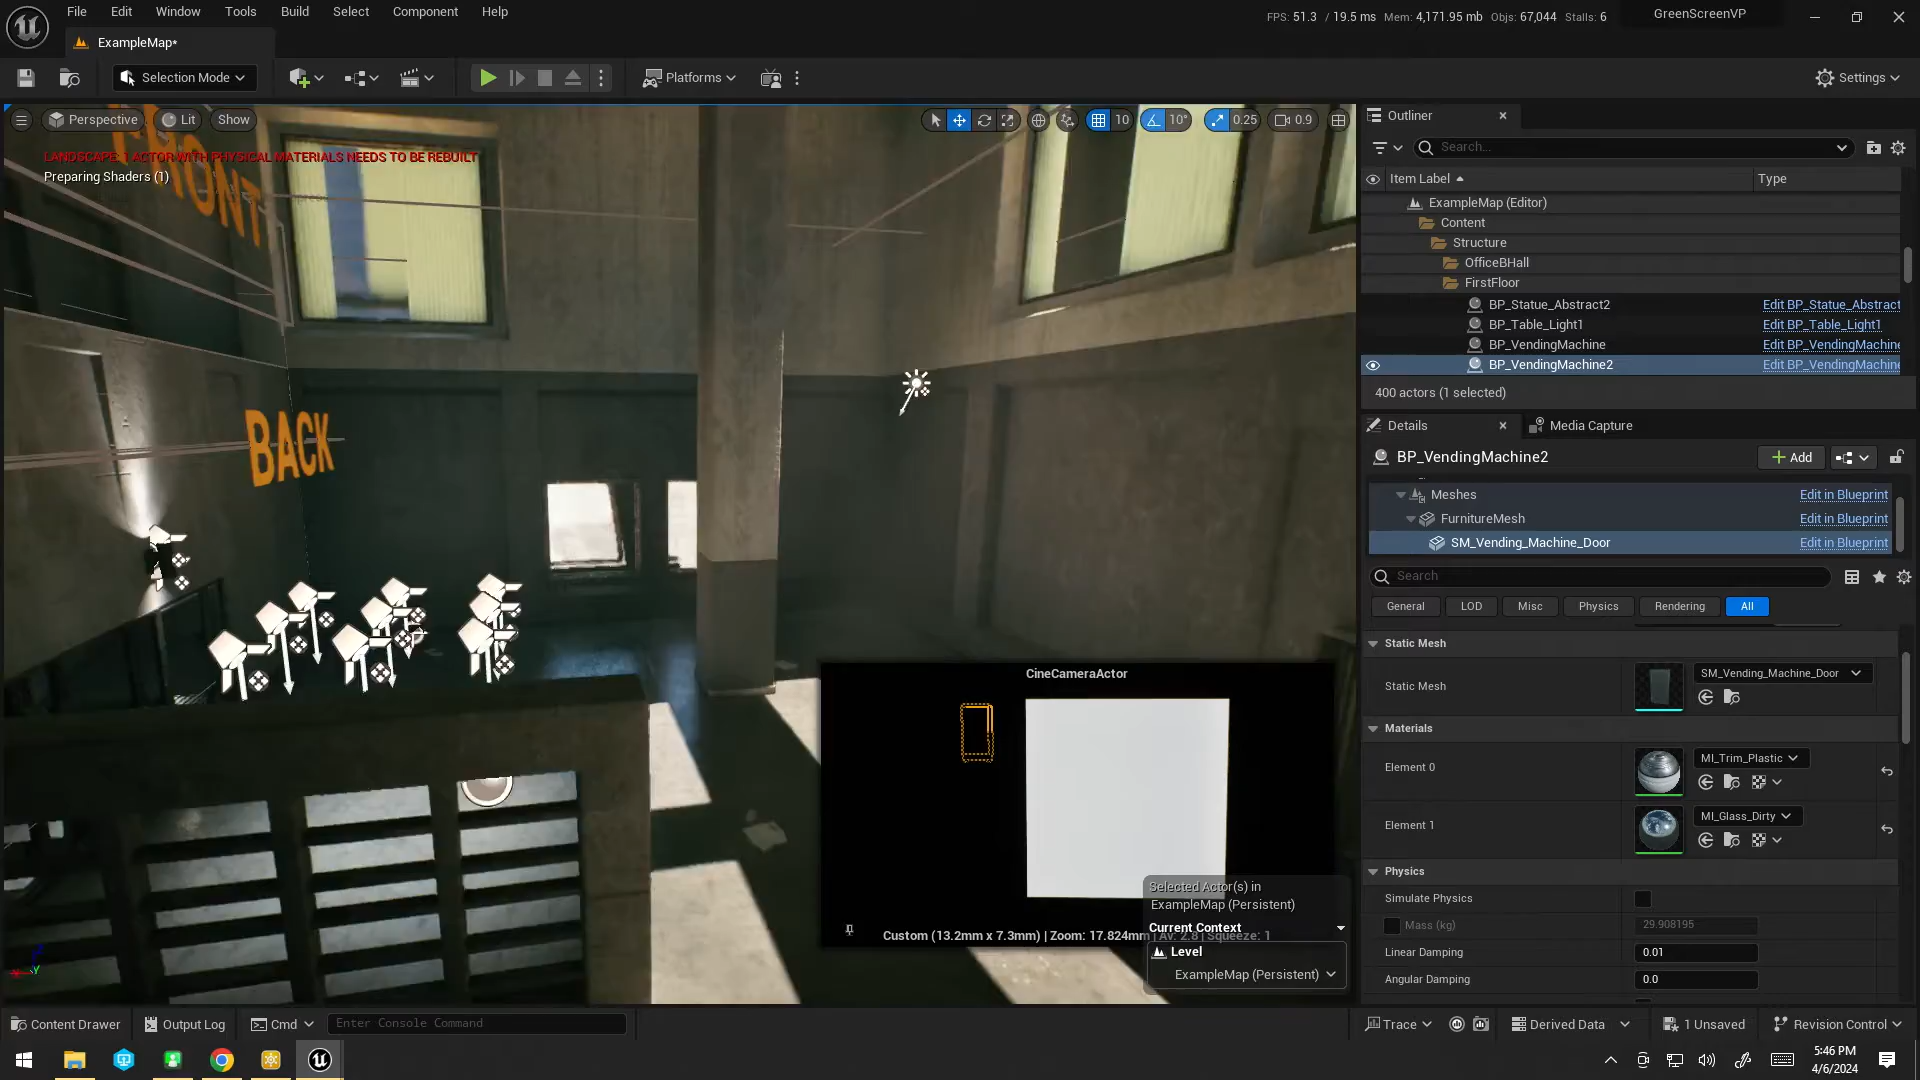 File Edit Window Tools Build Select Component Help
FPS: 51.3 / 19.5 ms Mem: 4,171.95 mb Objs: 67,044 Stalls: 6
GreenScreenVP
ExampleMap*
Selection Mode
Platforms
Settings
Perspective Lit Show
10 10° 0.25 0.9
LANDSCAPE: 1 ACTOR WITH PHYSICAL MATERIALS NEEDS TO BE REBUILT
Preparing Shaders (1)
FRONT
BACK
CineCameraActor
Custom (13.2mm x 7.3mm) | Zoom: 17.824mm | Av: 2.8 | Squeeze: 1
Selected Actor(s) in
ExampleMap (Persistent)
Current Context
Level
ExampleMap (Persistent)
Outliner
Search...
Item Label Type
ExampleMap (Editor)
Content
Structure
OfficeBHall
FirstFloor
BP_Statue_Abstract2 Edit BP_Statue_Abstract
BP_Table_Light1 Edit BP_Table_Light1
BP_VendingMachine Edit BP_VendingMachine
BP_VendingMachine2 Edit BP_VendingMachine
400 actors (1 selected)
Details
Media Capture
BP_VendingMachine2
Add
Meshes Edit in Blueprint
FurnitureMesh Edit in Blueprint
SM_Vending_Machine_Door Edit in Blueprint
Search
General LOD Misc Physics Rendering All
Static Mesh
Static Mesh SM_Vending_Machine_Door
Materials
Element 0 MI_Trim_Plastic
Element 1 MI_Glass_Dirty
Physics
Simulate Physics
Mass (kg) 29.908195
Linear Damping 0.01
Angular Damping 0.0
Content Drawer Output Log Cmd Enter Console Command
Trace Derived Data 1 Unsaved Revision Control
5:46 PM
4/6/2024